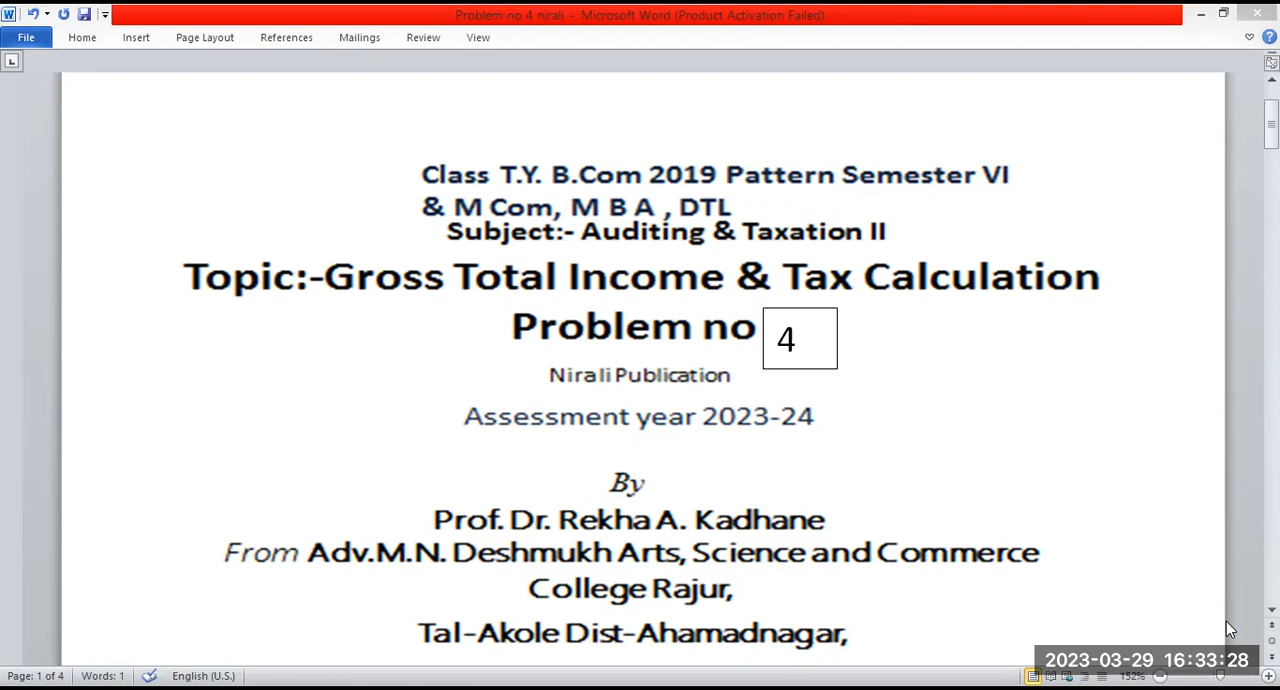 Problem no 4 nirali - Microsoft Word (Product Activation Failed)
File Home Insert Page Layout References Mailings Review View
Class T.Y. B.Com 2019 Pattern Semester VI
& M Com, M B A , DTL
Subject:- Auditing & Taxation II
Topic:-Gross Total Income & Tax Calculation
Problem no 4
Nirali Publication
Assessment year 2023-24
By
Prof. Dr. Rekha A. Kadhane
From Adv.M.N. Deshmukh Arts, Science and Commerce
College Rajur,
Tal-Akole Dist-Ahamadnagar,
2023-03-29 16:33:28
Page: 1 of 4 Words: 1 English (U.S.) 152%